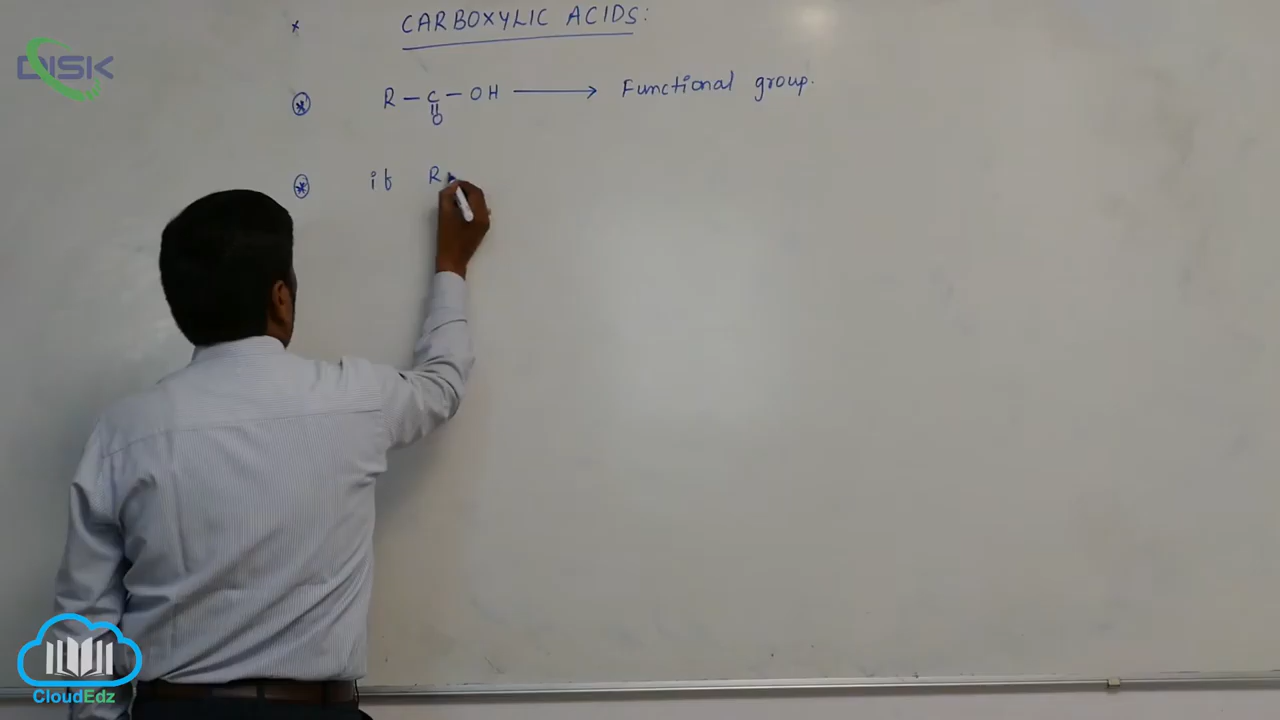 * CARBOXYLIC ACIDS:
DISK
* R — C — OH ⟶ Functional group.
||
O
* if R
CloudEdz